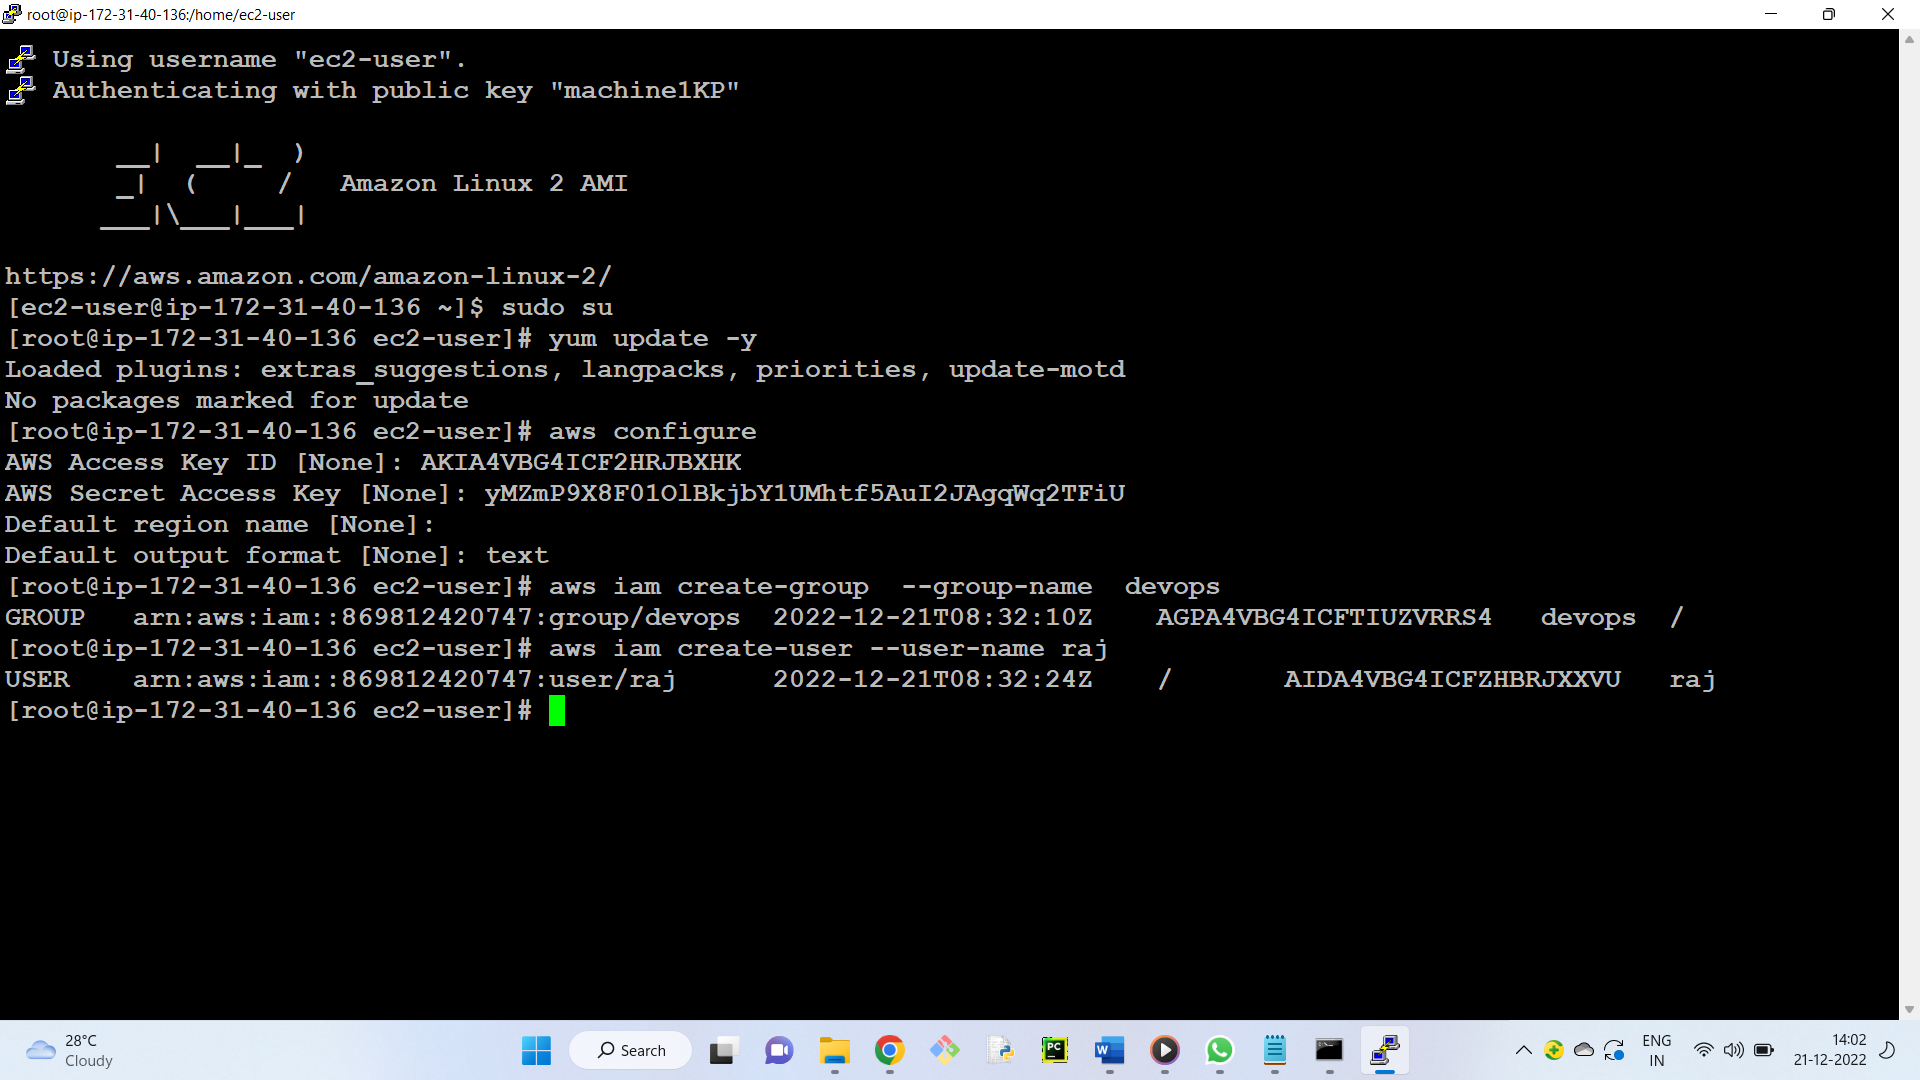 root@ip-172-31-40-136:/home/ec2-user
Using username "ec2-user".
Authenticating with public key "machine1KP"
__|  __|_  )
_|  (     /   Amazon Linux 2 AMI
___|\___|___|
https://aws.amazon.com/amazon-linux-2/
[ec2-user@ip-172-31-40-136 ~]$ sudo su
[root@ip-172-31-40-136 ec2-user]# yum update -y
Loaded plugins: extras_suggestions, langpacks, priorities, update-motd
No packages marked for update
[root@ip-172-31-40-136 ec2-user]# aws configure
AWS Access Key ID [None]: AKIA4VBG4ICF2HRJBXHK
AWS Secret Access Key [None]: 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
Default region name [None]:
Default output format [None]: text
[root@ip-172-31-40-136 ec2-user]# aws iam create-group  --group-name  devops
GROUP   arn:aws:iam::869812420747:group/devops  2022-12-21T08:32:10Z    AGPA4VBG4ICFTIUZVRRS4   devops  /
[root@ip-172-31-40-136 ec2-user]# aws iam create-user --user-name raj
USER    arn:aws:iam::869812420747:user/raj      2022-12-21T08:32:24Z    /       AIDA4VBG4ICFZHBRJXXVU   raj
[root@ip-172-31-40-136 ec2-user]#
28°C
Cloudy
Search
PC
W
ENG
IN
14:02
21-12-2022